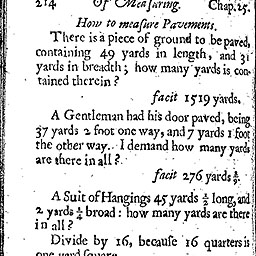 214 Of Measuring. Chap.25.
How to measure Pavements.
There is a piece of ground to be paved,
containing 49 yards in length, and 31
yards in breadth; how many yards is con-
tained therein?
facit 1519 yards.
A Gentleman had his door paved, being
37 yards 2 foot one way, and 7 yards 1 foot
the other way. I demand how many yards
are there in all?
facit 276 yards 2/9.
A Suit of Hangings 45 yards 2/4 long, and
2 yards 1/4 broad: how many yards are there
in all?
Divide by 16, because 16 quarters is
one yard square